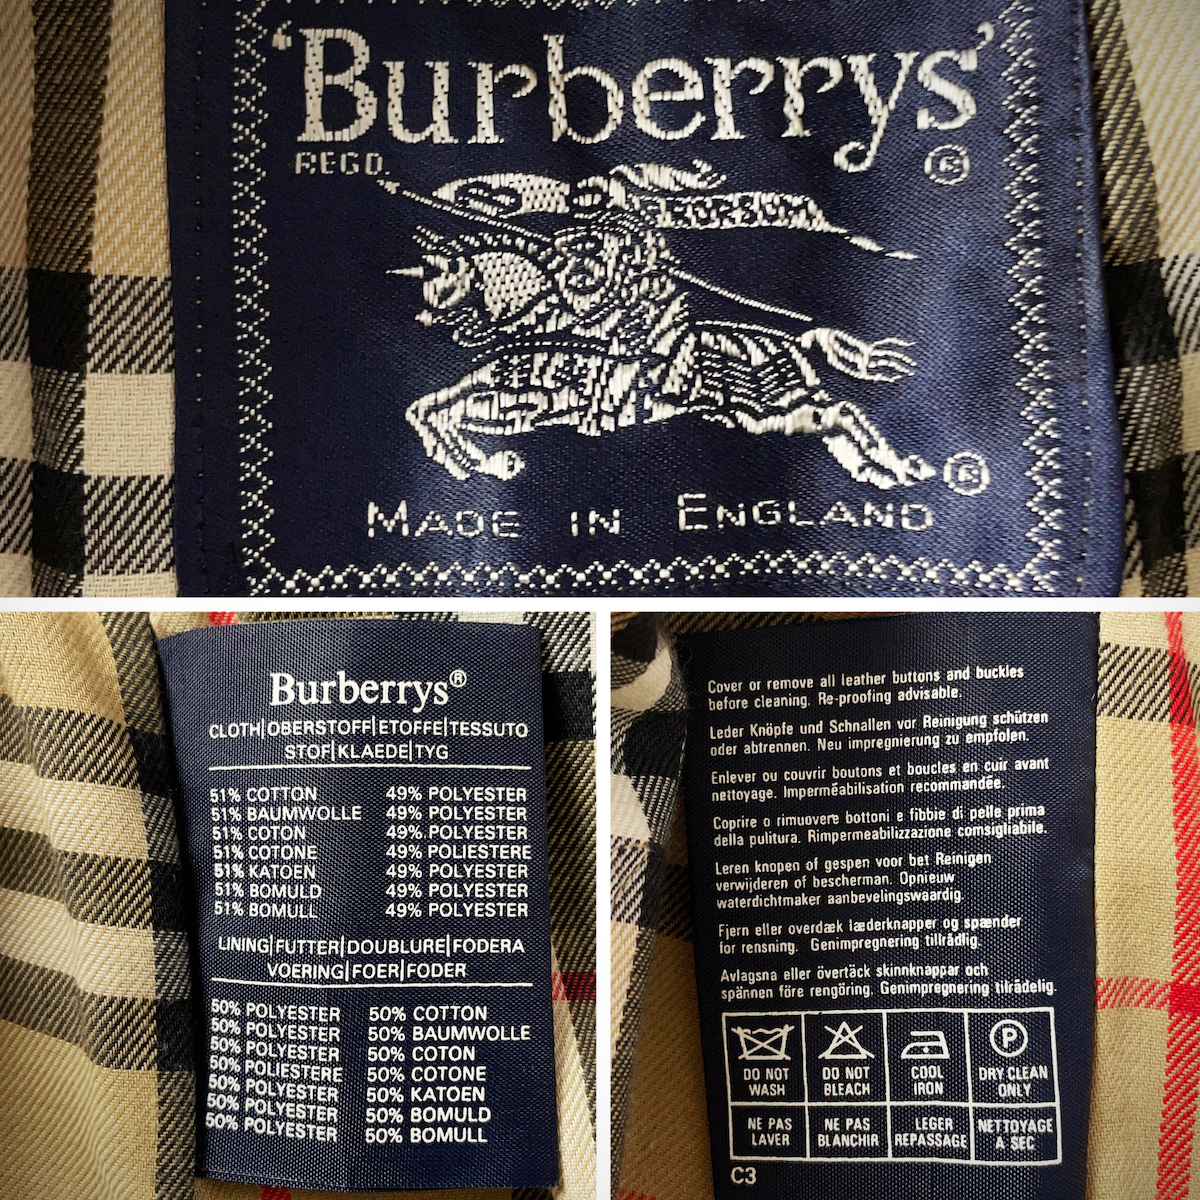 'Burberrys'
REGD. ®
PRORSUM
®
MADE IN ENGLAND
Burberrys®
CLOTH|OBERSTOFF|ETOFFE|TESSUTO
STOF|KLAEDE|TYG
51% COTTON 49% POLYESTER
51% BAUMWOLLE 49% POLYESTER
51% COTON 49% POLYESTER
51% COTONE 49% POLIESTERE
51% KATOEN 49% POLYESTER
51% BOMULD 49% POLYESTER
51% BOMULL 49% POLYESTER
LINING|FUTTER|DOUBLURE|FODERA
VOERING|FOER|FODER
50% POLYESTER 50% COTTON
50% POLYESTER 50% BAUMWOLLE
50% POLYESTER 50% COTON
50% POLIESTERE 50% COTONE
50% POLYESTER 50% KATOEN
50% POLYESTER 50% BOMULD
50% POLYESTER 50% BOMULL
Cover or remove all leather buttons and buckles
before cleaning. Re-proofing advisable.
Leder Knöpfe und Schnallen vor Reinigung schützen
oder abtrennen. Neu impregnierung zu empfolen.
Enlever ou couvrir boutons et boucles en cuir avant
nettoyage. Imperméabilisation recommandée.
Coprire o rimuovere bottoni e fibbie di pelle prima
della pulitura. Rimpermeabilizzazione comsigliabile.
Leren knopen of gespen voor bet Reinigen
verwijderen of bescherman. Opnieuw
waterdichtmaker aanbevelingswaardig.
Fjern eller overdæk læderknapper og spænder
for rensning. Genimpregnering tillrådlig.
Avlagsna eller övertäck skinnknappar och
spännen före rengöring. Genimpregnering tilrådelig.
P
DO NOT WASH
DO NOT BLEACH
COOL IRON
DRY CLEAN ONLY
NE PAS LAVER
NE PAS BLANCHIR
LEGER REPASSAGE
NETTOYAGE A SEC
C3